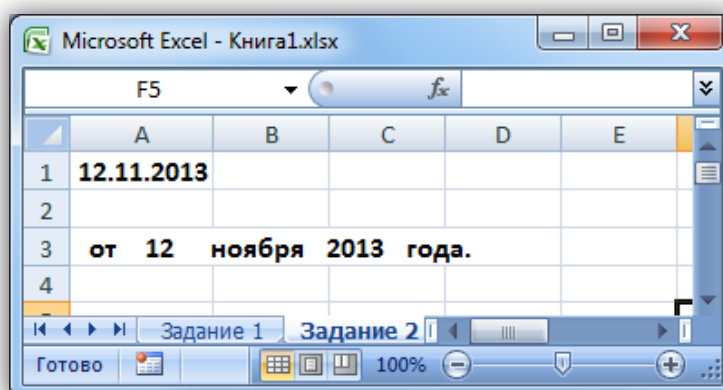 Microsoft Excel - Книга1.xlsx
F5 fx
A B C D E
1 12.11.2013
2
3 от 12 ноября 2013 года.
4
Задание 1 Задание 2
Готово 100%